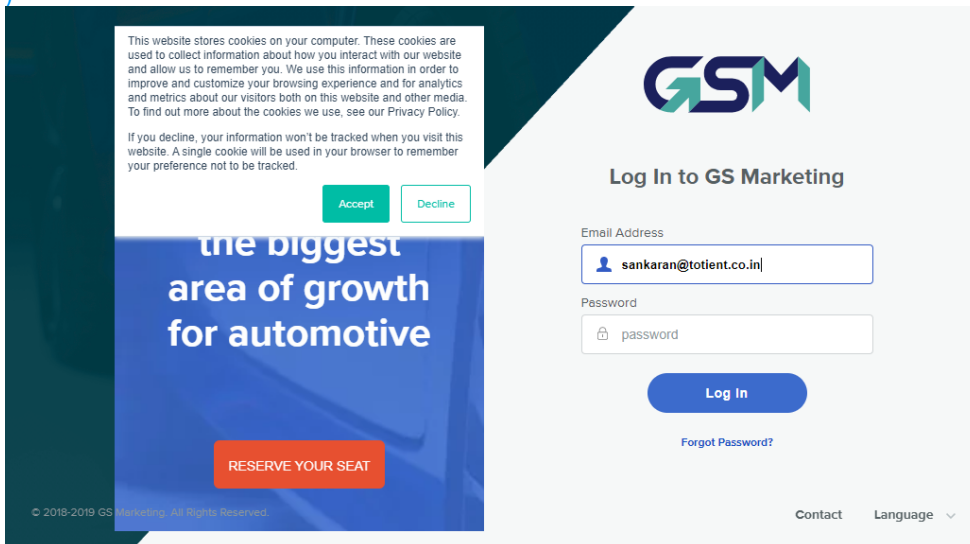 This website stores cookies on your computer. These cookies are
used to collect information about how you interact with our website
and allow us to remember you. We use this information in order to
improve and customize your browsing experience and for analytics
and metrics about our visitors both on this website and other media.
To find out more about the cookies we use, see our Privacy Policy.
If you decline, your information won't be tracked when you visit this
website. A single cookie will be used in your browser to remember
your preference not to be tracked.
Accept
Decline
the biggest
area of growth
for automotive
RESERVE YOUR SEAT
© 2018-2019 GS Marketing. All Rights Reserved.
GSM
Log In to GS Marketing
Email Address
sankaran@totient.co.in
Password
password
Log In
Forgot Password?
Contact
Language